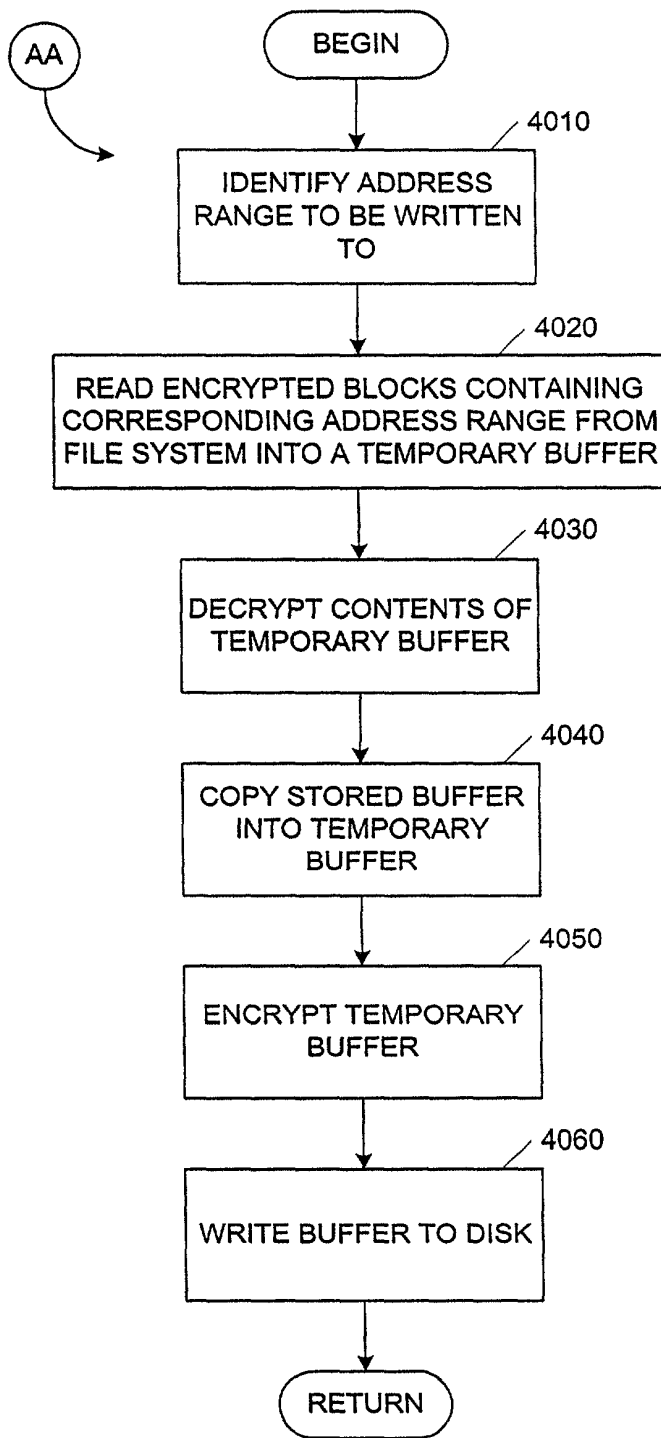 AA
BEGIN
4010
IDENTIFY ADDRESS
RANGE TO BE WRITTEN
TO
4020
READ ENCRYPTED BLOCKS CONTAINING
CORRESPONDING ADDRESS RANGE FROM
FILE SYSTEM INTO A TEMPORARY BUFFER
4030
DECRYPT CONTENTS OF
TEMPORARY BUFFER
4040
COPY STORED BUFFER
INTO TEMPORARY
BUFFER
4050
ENCRYPT TEMPORARY
BUFFER
4060
WRITE BUFFER TO DISK
RETURN